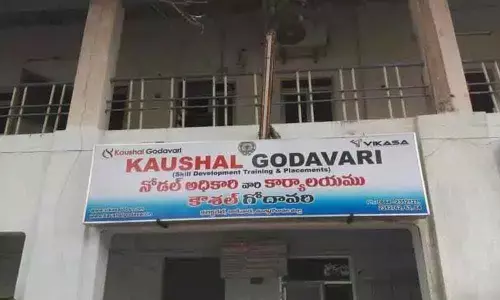 Kaushal Godavari
VIKASA
KAUSHAL GODAVARI
(Skill Development Training & Placements)
నోడల్ అధికారి వారి కార్యాలయము
కౌశల్ గోదావరి